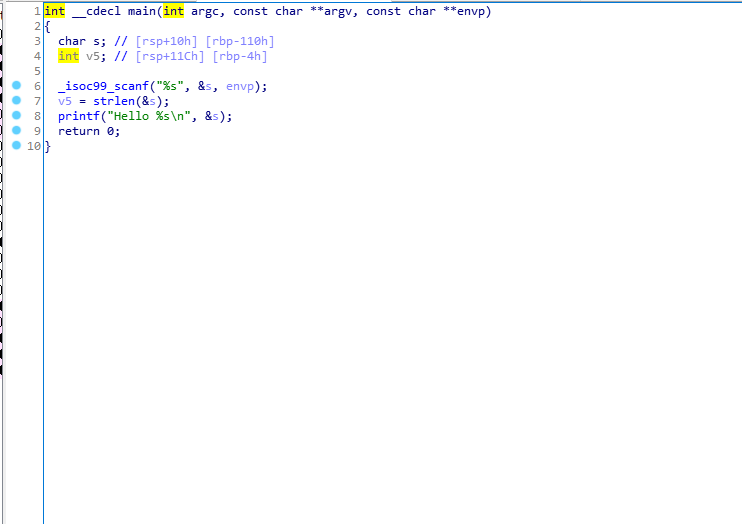 1 int __cdecl main(int argc, const char **argv, const char **envp)
2 {
3 char s; // [rsp+10h] [rbp-110h]
4 int v5; // [rsp+11Ch] [rbp-4h]
5
6 _isoc99_scanf("%s", &s, envp);
7 v5 = strlen(&s);
8 printf("Hello %s\n", &s);
9 return 0;
10 }